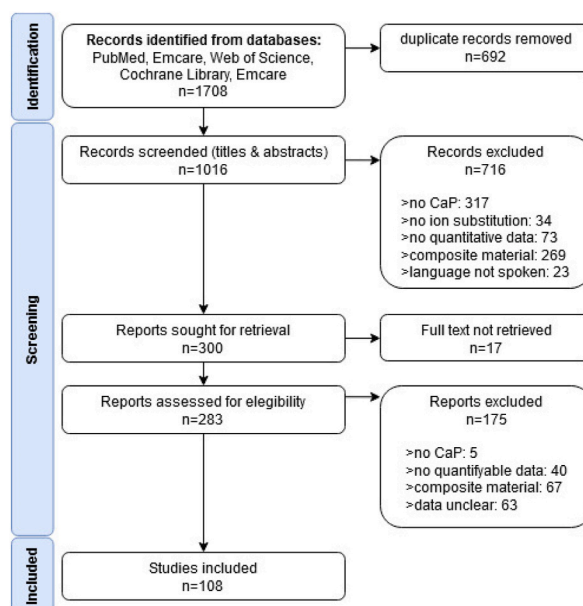 Identification
Records identified from databases:
PubMed, Emcare, Web of Science,
Cochrane Library, Emcare
n=1708
duplicate records removed
n=692
Screening
Records screended (titles & abstracts)
n=1016
Records excluded
n=716
>no CaP: 317
>no ion substitution: 34
>no quantitative data: 73
>composite material: 269
>language not spoken: 23
Reports sought for retrieval
n=300
Full text not retrieved
n=17
Reports assessed for elegibility
n=283
Reports excluded
n=175
>no CaP: 5
>no quantifyable data: 40
>composite material: 67
>data unclear: 63
Included
Studies included
n=108